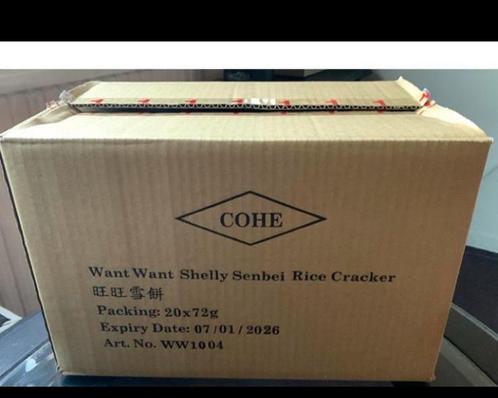 COHE
Want Want Shelly Senbei Rice Cracker
旺旺雪餅
Packing: 20x72g
Expiry Date: 07/01/2026
Art. No. WW1004